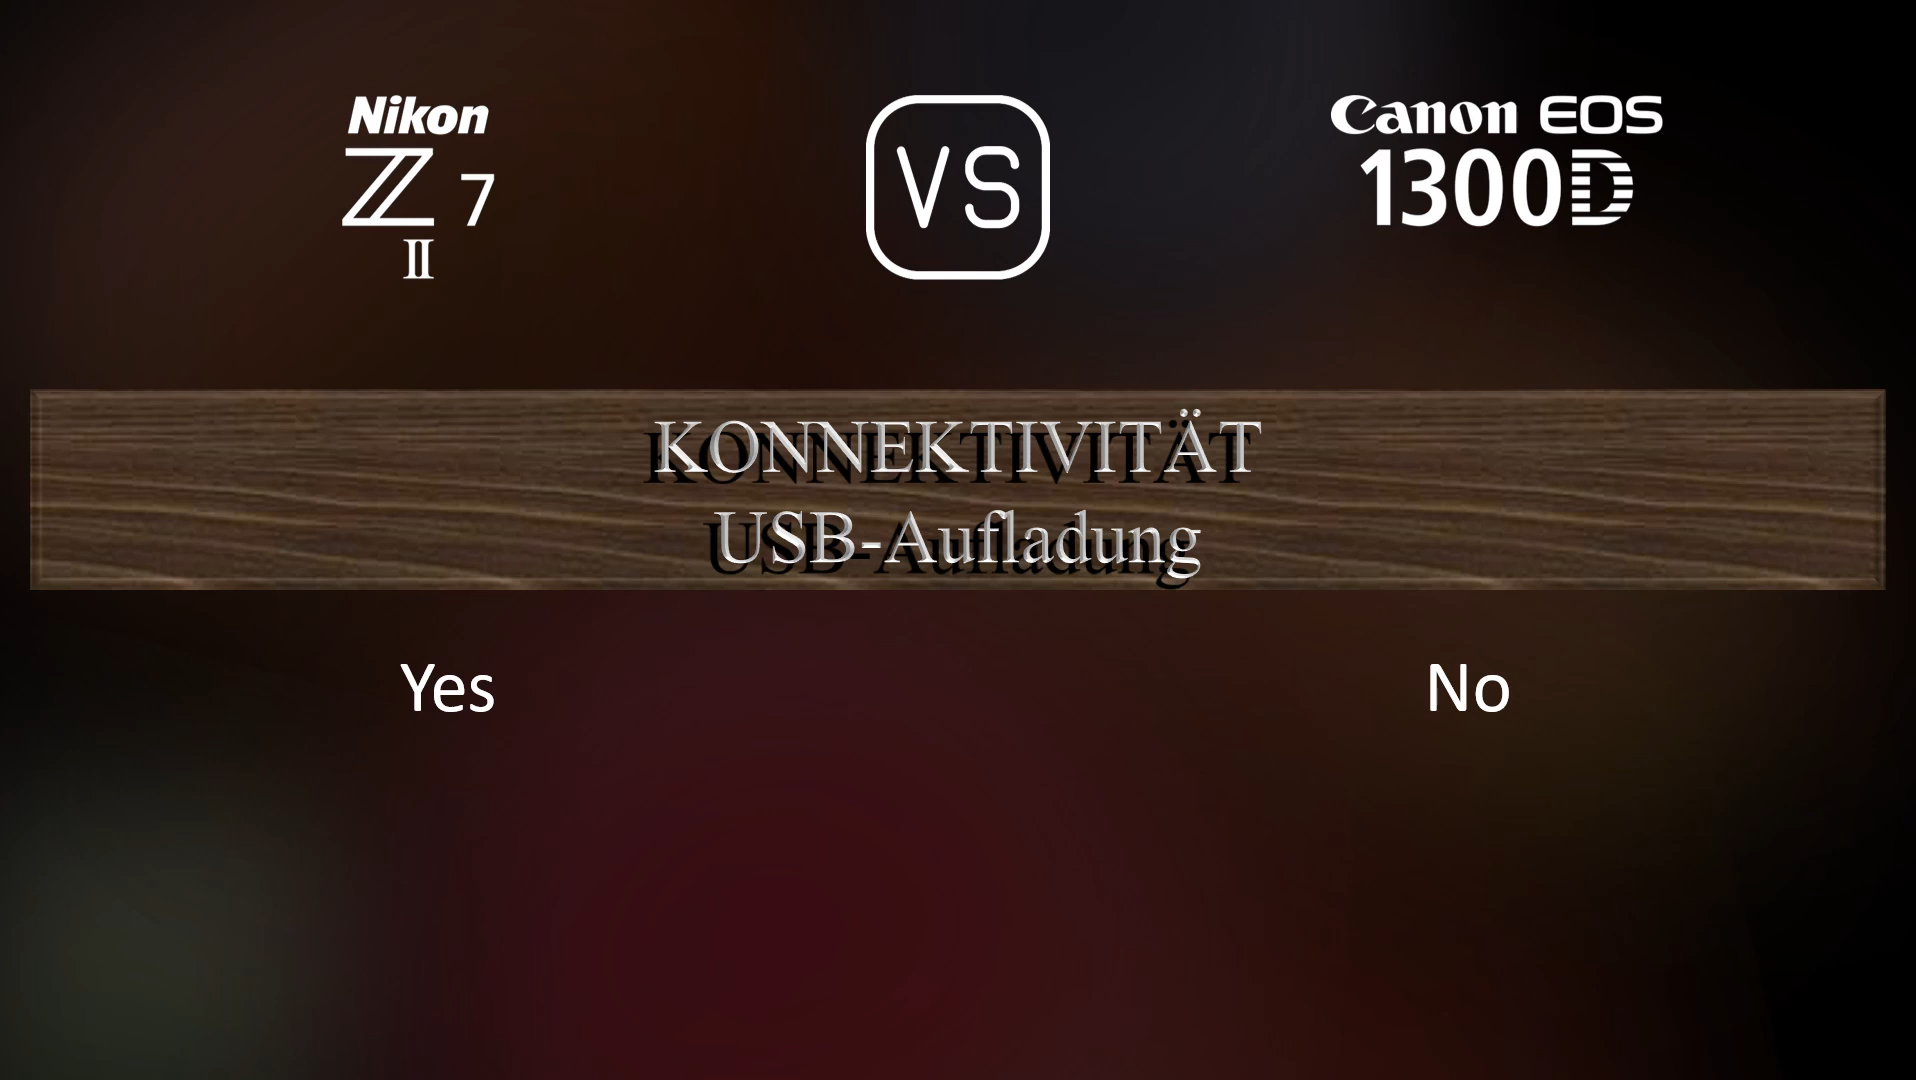 Nikon
Z 7
II
VS
Canon EOS
1300D
KONNEKTIVITÄT
USB-Aufladung
Yes
No